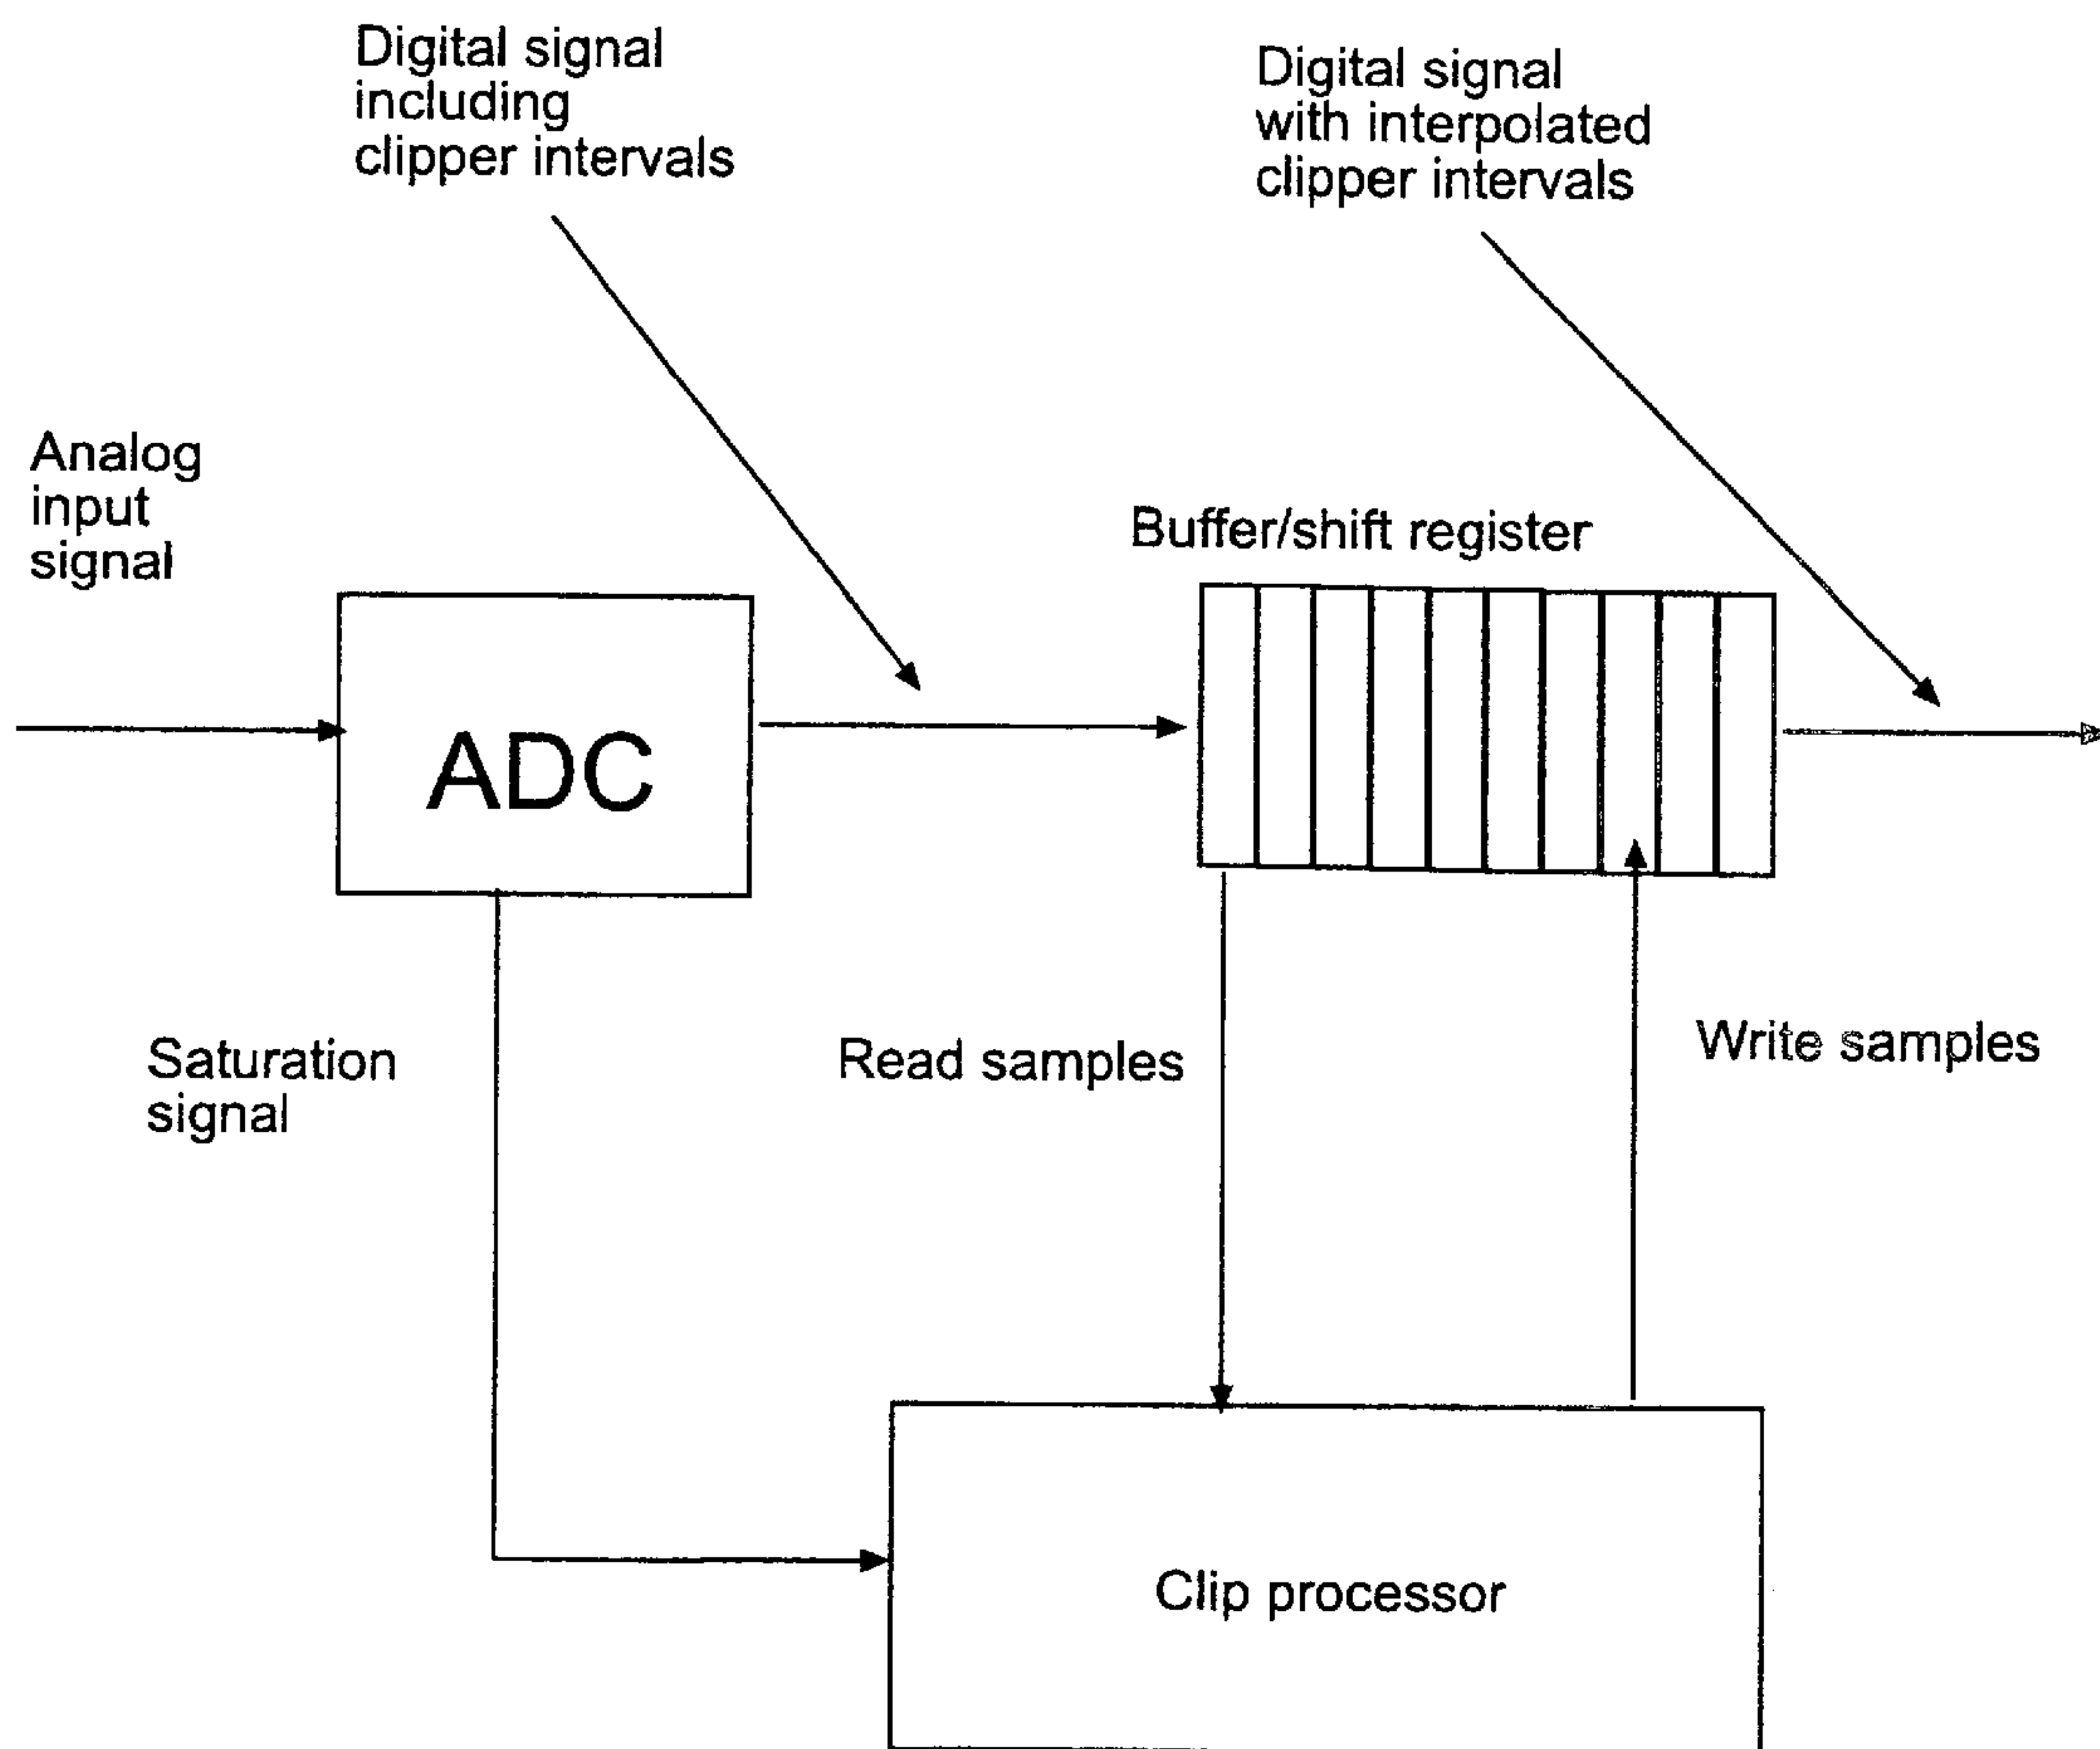 Digital signal
including
clipper intervals
Digital signal
with interpolated
clipper intervals
Analog
input
signal
Buffer/shift register
ADC
Saturation
signal
Read samples
Write samples
Clip processor